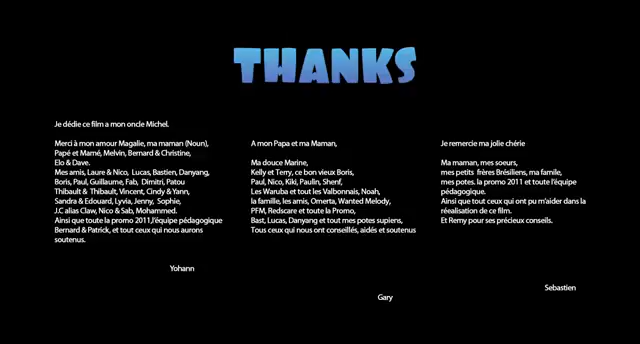 THANKS
Je dédie ce film a mon oncle Michel.
Merci à mon amour Magalie, ma maman (Noun),
Papé et Mamé, Melvin, Bernard & Christine,
Elo & Dave.
Mes amis, Laure & Nico, Lucas, Bastien, Danyang,
Boris, Paul, Guillaume, Fab, Dimitri, Patou
Thibault & Thibault, Vincent, Cindy & Yann,
Sandra & Edouard, Lyvia, Jenny, Sophie,
J.C alias Claw, Nico & Sab, Mohammed.
Ainsi que toute la promo 2011,l'équipe pédagogique
Bernard & Patrick, et tout ceux qui nous aurons
soutenus.
Yohann
A mon Papa et ma Maman,
Ma douce Marine,
Kelly et Terry, ce bon vieux Boris,
Paul, Nico, Kiki, Paulin, Shenf,
Les Waruba et tout les Valbonnais, Noah,
la famille, les amis, Omerta, Wanted Melody,
PFM, Redscare et toute la Promo,
Bast, Lucas, Danyang et tout mes potes supiens,
Tous ceux qui nous ont conseillés, aidés et soutenus
Gary
Je remercie ma jolie chérie
Ma maman, mes soeurs,
mes petits frères Brésiliens, ma famile,
mes potes. la promo 2011 et toute l'équipe
pédagogique.
Ainsi que tout ceux qui ont pu m'aider dans la
réealisation de ce film.
Et Remy pour ses précieux conseils.
Sebastien